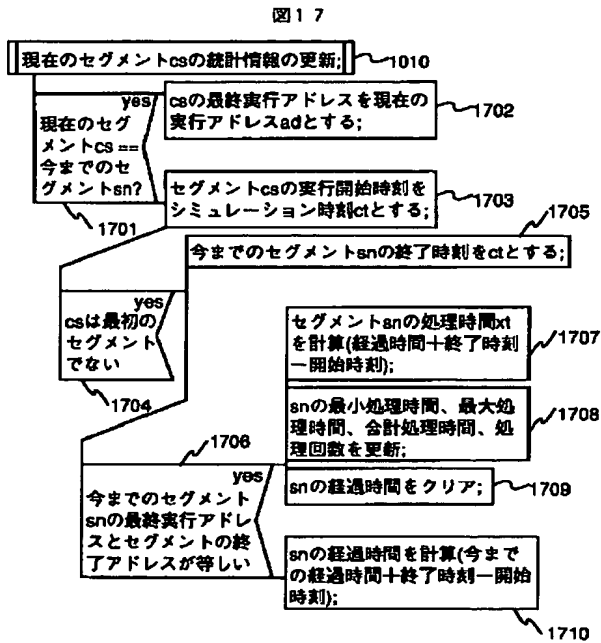 図17
現在のセグメントcsの統計情報の更新;
1010
yes
現在のセグ
メントcs ==
今までのセ
グメントsn?
1701
csの最終実行アドレスを現在の
実行アドレスadとする;
1702
セグメントcsの実行開始時刻を
シミュレーション時刻ctとする;
1703
1705
今までのセグメントsnの終了時刻をctとする;
yes
csは最初の
セグメント
でない
1704
セグメントsnの処理時間xt
を計算(経過時間+終了時刻
ー開始時刻);
1707
snの最小処理時間、最大処
理時間、合計処理時間、処
理回数を更新;
1708
1706
yes
今までのセグメント
snの最終実行アドレ
スとセグメントの終
了アドレスが等しい
snの経過時間をクリア;
1709
snの経過時間を計算(今まで
の経過時間+終了時刻ー開始
時刻);
1710